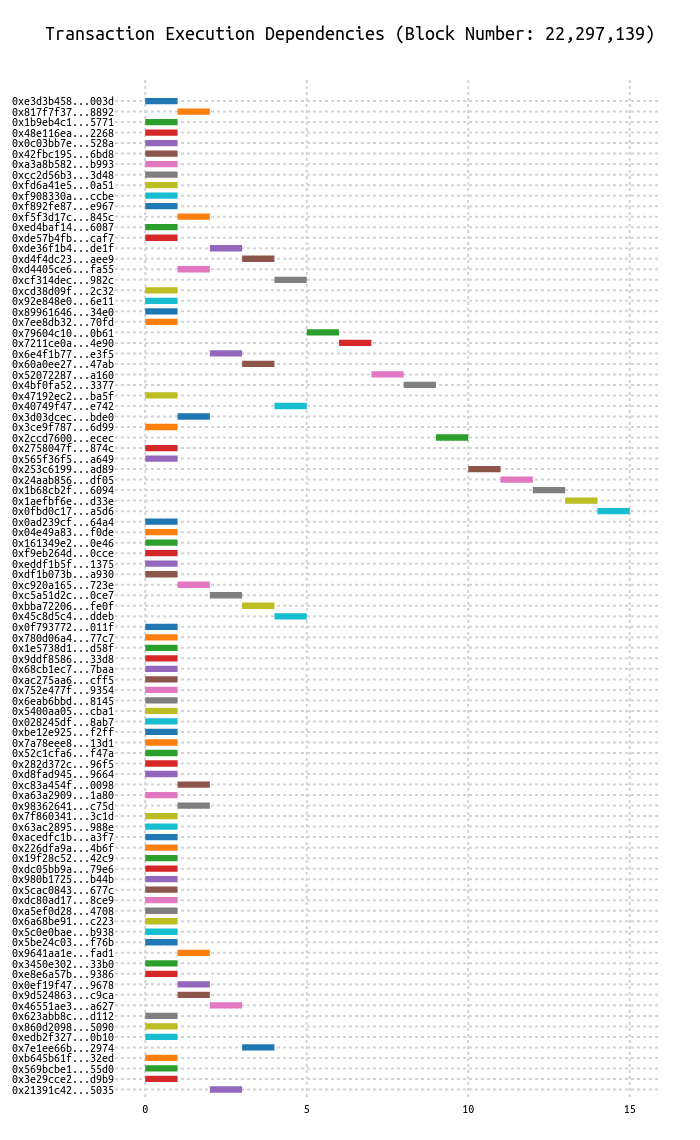 Transaction Execution Dependencies (Block Number: 22,297,139)
0xe3d3b458...003d
0x817f7f37...8892
0x1b9eb4c1...5771
0x48e116ea...2268
0x0c03bb7e...528a
0x42fbc195...6bd8
0xa3a8b582...b993
0xcc2d56b3...3d48
0xfd6a41e5...0a51
0xf908330a...ccbe
0xf892fe87...e967
0xf5f3d17c...845c
0xed4baf14...6087
0xde57b4fb...caf7
0xde36f1b4...de1f
0xd4f4dc23...aee9
0xd4405ce6...fa55
0xcf314dec...982c
0xcd38d09f...2c32
0x92e848e0...6e11
0x89961646...34e0
0x7ee8db32...70fd
0x79604c10...0b61
0x7211ce0a...4e90
0x6e4f1b77...e3f5
0x60a0ee27...47ab
0x52072287...a160
0x4bf0fa52...3377
0x47192ec2...ba5f
0x40749f47...e742
0x3d03dcec...bde0
0x3ce9f787...6d99
0x2ccd7600...ecec
0x2758047f...874c
0x565f36f5...a649
0x253c6199...ad89
0x24aab856...df05
0x1b68cb2f...6094
0x1aefbf6e...d33e
0x0fbd0c17...a5d6
0x0ad239cf...64a4
0x04e49a83...f0de
0x161349e2...0e46
0xf9eb264d...0cce
0xeddf1b5f...1375
0xdf1b073b...a930
0xc920a165...723e
0xc5a51d2c...0ce7
0xbba72206...fe0f
0x45c8d5c4...ddeb
0x0f793772...011f
0x780d06a4...77c7
0x1e5738d1...d58f
0x9ddf8586...33d8
0x68cb1ec7...7baa
0xac275aa6...cff5
0x752e477f...9354
0x6eab6bbd...8145
0x5400aa05...cba1
0x028245df...8ab7
0xbe12e925...f2ff
0x7a78eee8...13d1
0x52c1cfa6...f47a
0x282d372c...96f5
0xd8fad945...9664
0xc83a454f...0098
0xa63a2909...1a80
0x98362641...c75d
0x7f860341...3c1d
0x63ac2895...988e
0xacedfc1b...a3f7
0x226dfa9a...4b6f
0x19f28c52...42c9
0xdc05bb9a...79e6
0x980b1725...b44b
0x5cac0843...677c
0xdc80ad17...8ce9
0xa5ef0d28...4708
0x6a68be91...c223
0x5c0e0bae...b938
0x5be24c03...f76b
0x9641aa1e...fad1
0x3450e302...33b0
0xe8e6a57b...9386
0x0ef19f47...9678
0x9d524863...c9ca
0x46551ae3...a627
0x623abb8c...d112
0x860d2098...5090
0xedb2f327...0b10
0x7e1ee66b...2974
0xb645b61f...32ed
0x569bcbe1...55d0
0x3e29cce2...d9b9
0x21391c42...5035
0 5 10 15